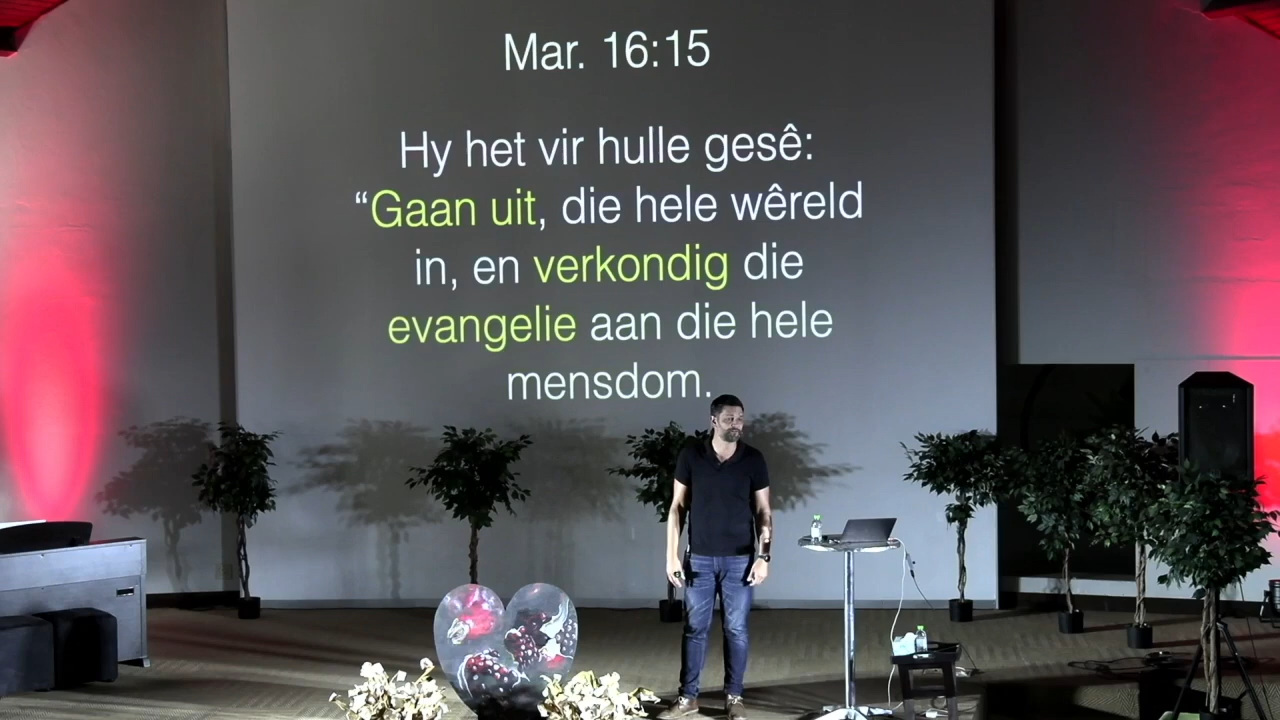 Mar. 16:15
Hy het vir hulle gesê:
“Gaan uit, die hele wêreld
in, en verkondig die
evangelie aan die hele
mensdom.